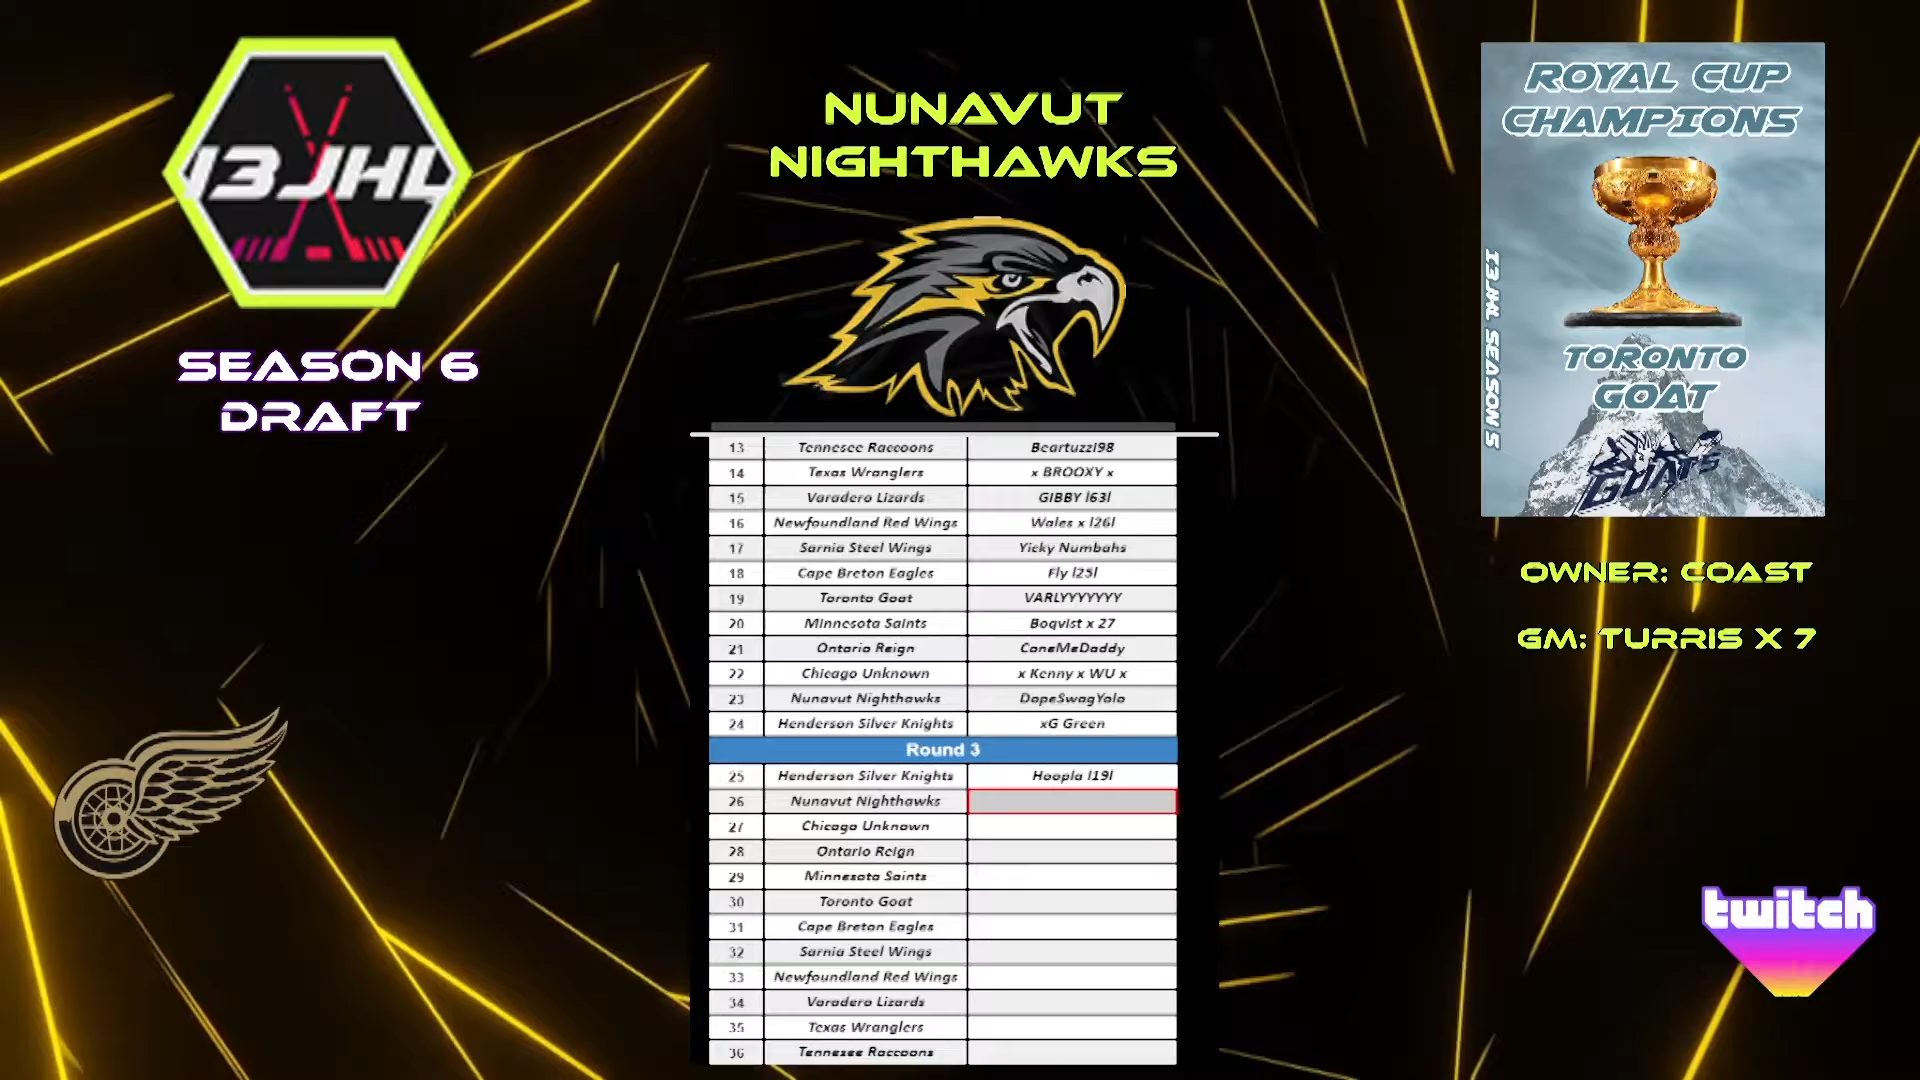 I3 JHL
SEASON 6
DRAFT
NUNAVUT
NIGHTHAWKS
13 Tennesee Raccoons Beartuzzi98
14 Texas Wranglers x BROOXY x
15 Varadero Lizards GIBBY l63l
16 Newfoundland Red Wings Wales x l26l
17 Sarnia Steel Wings Yicky Numbahs
18 Cape Breton Eagles Fly l25l
19 Toronto Goat VARLYYYYYYY
20 Minnesota Saints Boqvist x 27
21 Ontario Reign ConeMeDaddy
22 Chicago Unknown x Kenny x WU x
23 Nunavut Nighthawks DopeSwagYolo
24 Henderson Silver Knights xG Green
Round 3
25 Henderson Silver Knights Hoopla l19l
26 Nunavut Nighthawks
27 Chicago Unknown
28 Ontario Reign
29 Minnesota Saints
30 Toronto Goat
31 Cape Breton Eagles
32 Sarnia Steel Wings
33 Newfoundland Red Wings
34 Varadero Lizards
35 Texas Wranglers
36 Tennesee Raccoons
ROYAL CUP
CHAMPIONS
I3JHL SEASON 5
TORONTO
GOAT
GOATS
OWNER: COAST
GM: TURRIS X 7
twitch